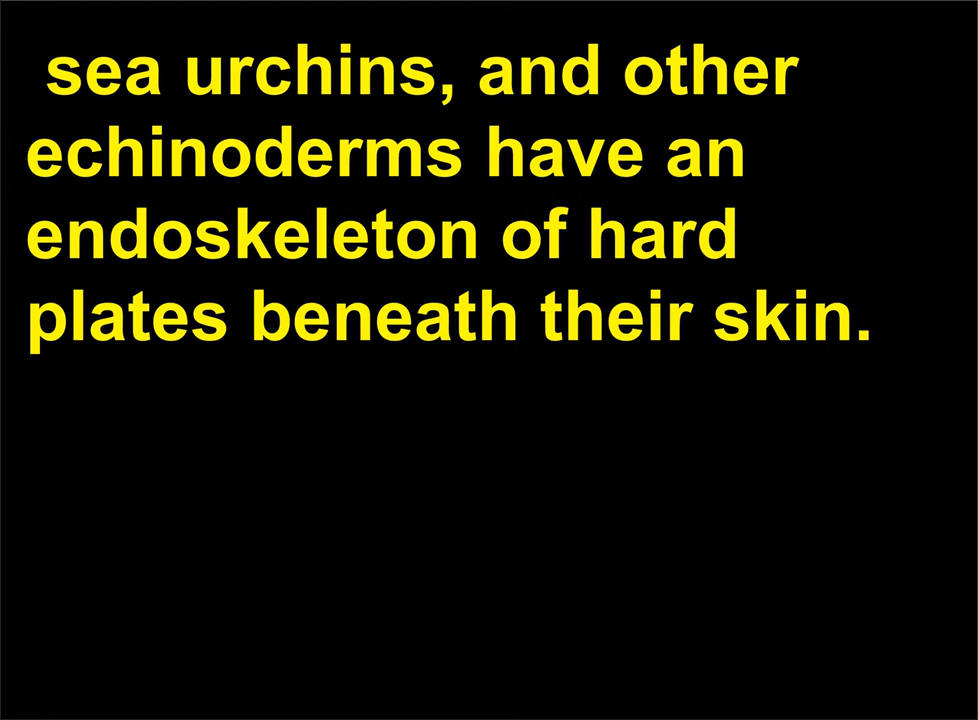 sea urchins, and other
echinoderms have an
endoskeleton of hard
plates beneath their skin.